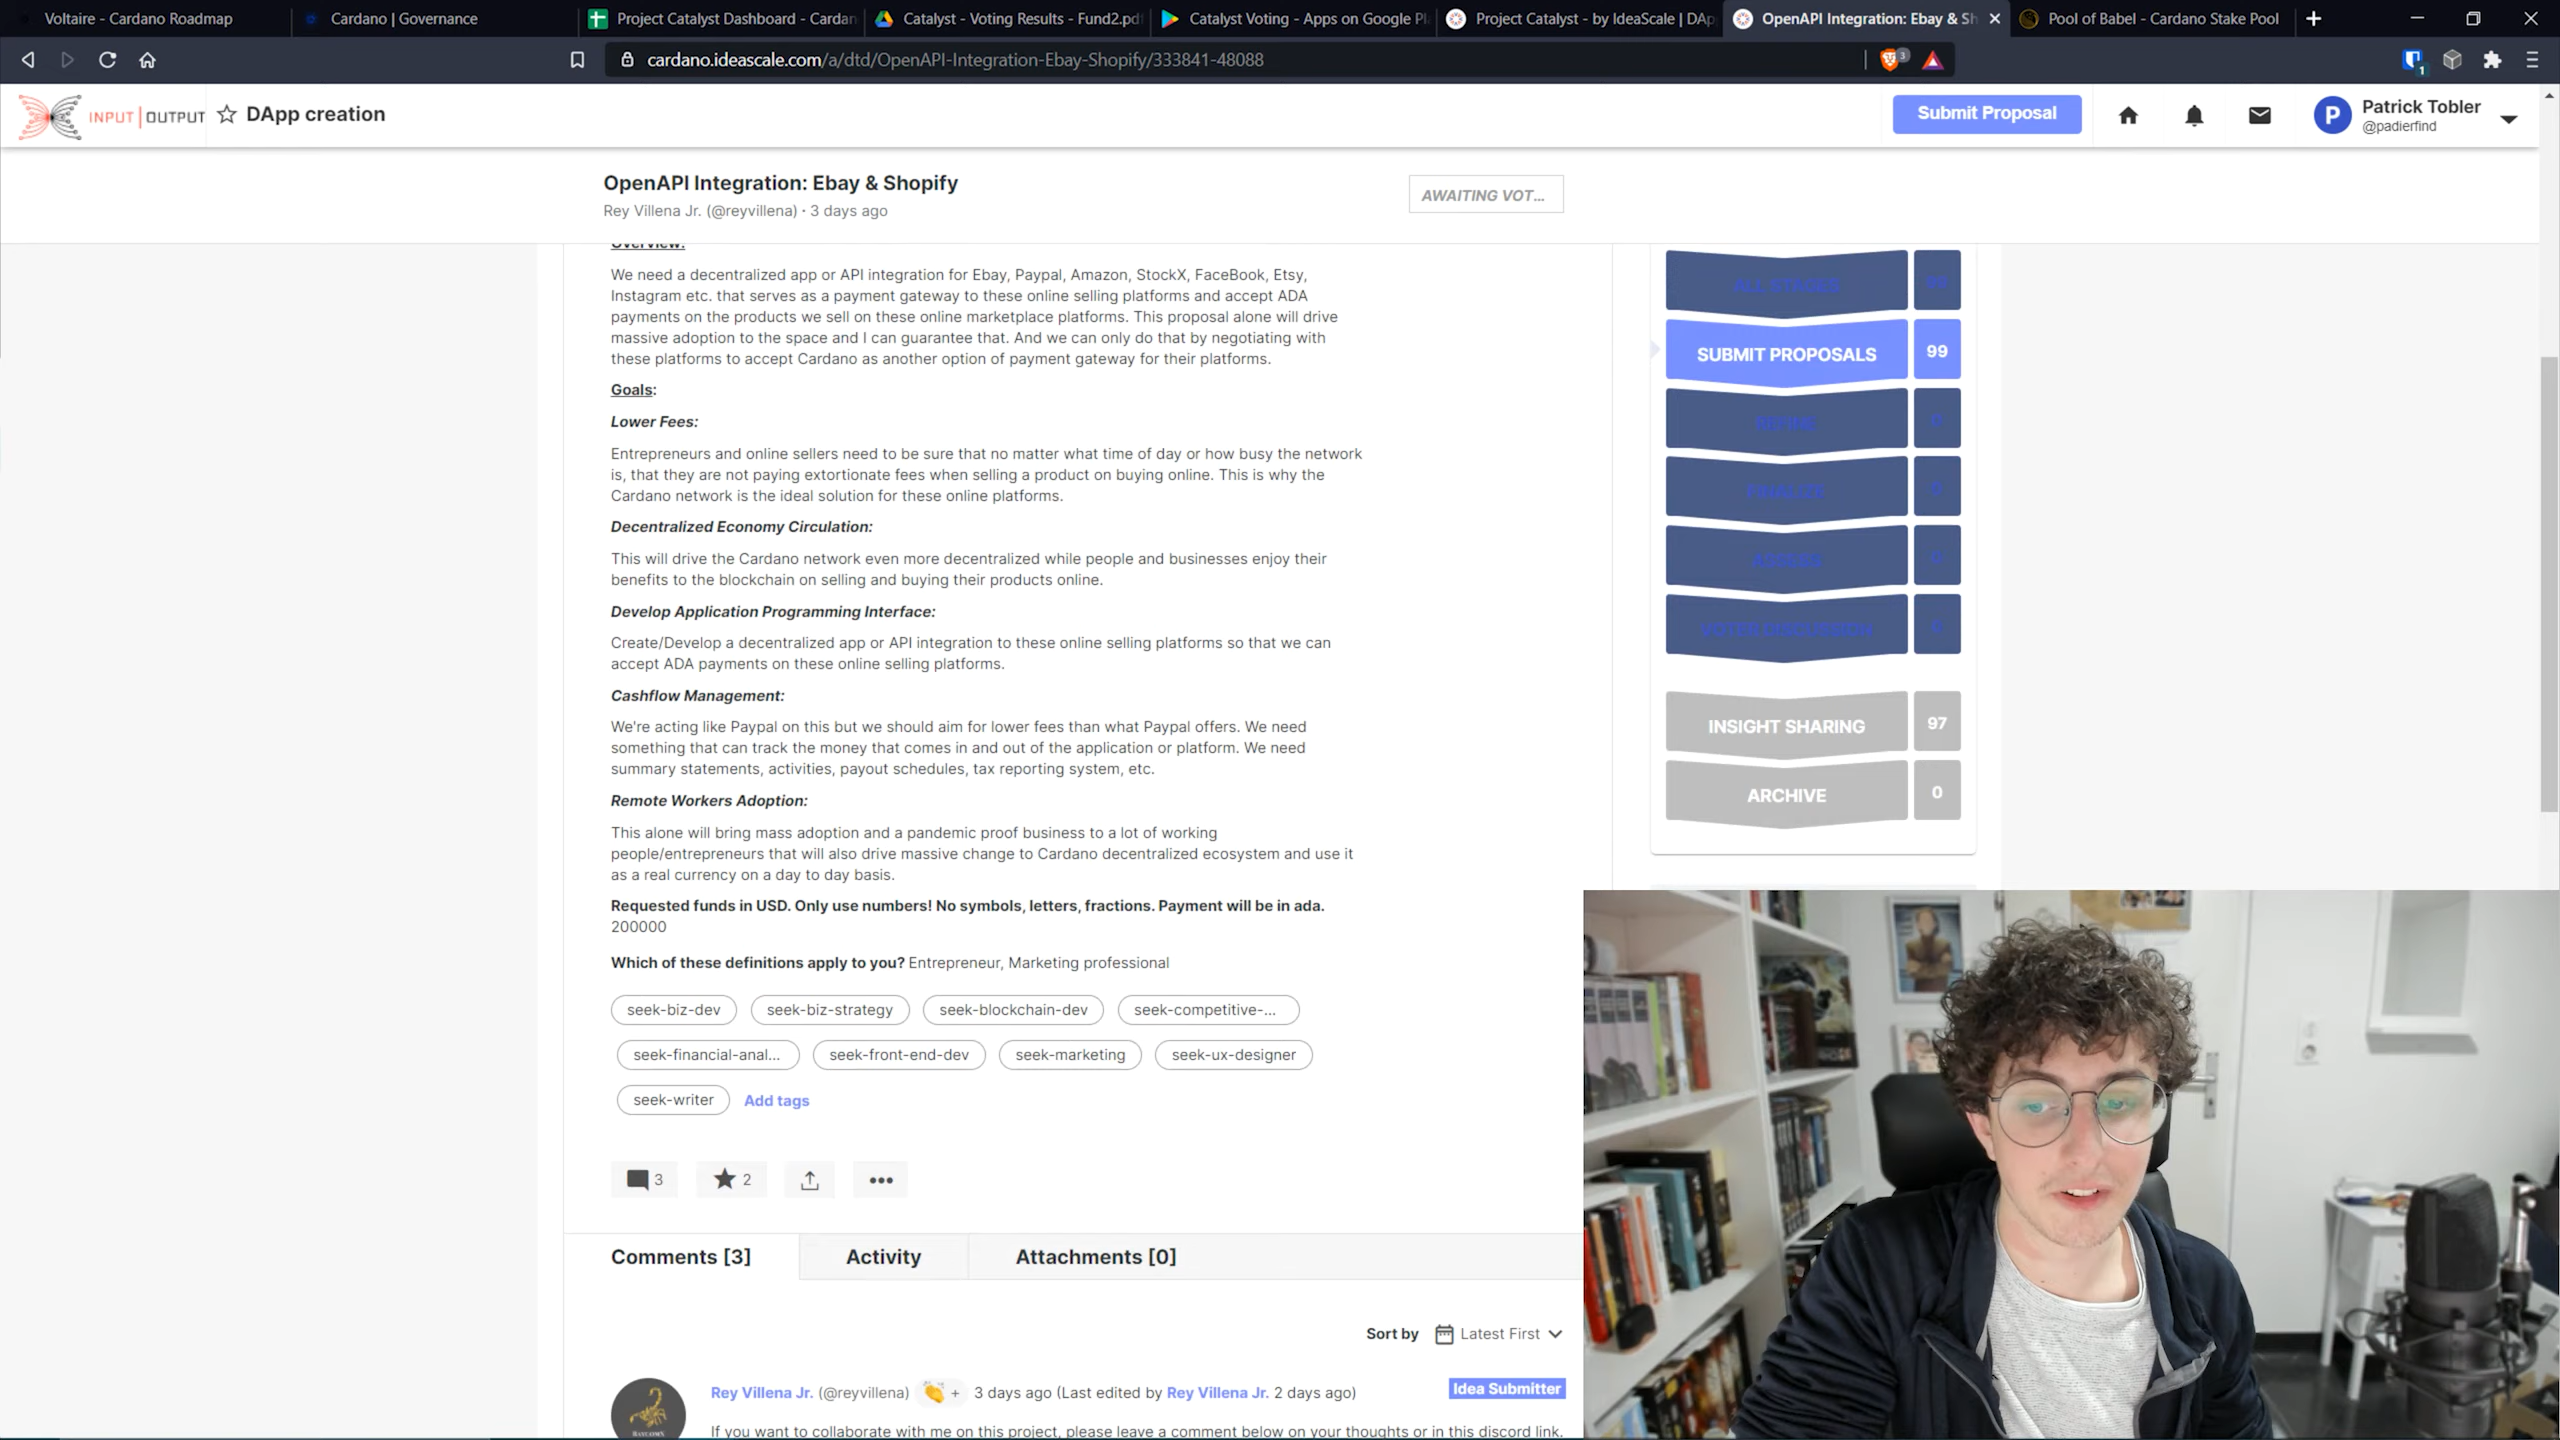 Voltaire - Cardano Roadmap
Cardano | Governance
Project Catalyst Dashboard - Cardan
Catalyst - Voting Results - Fund2.pdf
Catalyst Voting - Apps on Google Pl
Project Catalyst - by IdeaScale | DAp
OpenAPI Integration: Ebay & Sh
Pool of Babel - Cardano Stake Pool
cardano.ideascale.com/a/dtd/OpenAPI-Integration-Ebay-Shopify/333841-48088
3
1
INPUT | OUTPUT
DApp creation
Submit Proposal
P
Patrick Tobler
@padierfind
OpenAPI Integration: Ebay & Shopify
Rey Villena Jr. (@reyvillena) · 3 days ago
AWAITING VOT...
Overview:
We need a decentralized app or API integration for Ebay, Paypal, Amazon, StockX, FaceBook, Etsy,
Instagram etc. that serves as a payment gateway to these online selling platforms and accept ADA
payments on the products we sell on these online marketplace platforms. This proposal alone will drive
massive adoption to the space and I can guarantee that. And we can only do that by negotiating with
these platforms to accept Cardano as another option of payment gateway for their platforms.
Goals:
Lower Fees:
Entrepreneurs and online sellers need to be sure that no matter what time of day or how busy the network
is, that they are not paying extortionate fees when selling a product on buying online. This is why the
Cardano network is the ideal solution for these online platforms.
Decentralized Economy Circulation:
This will drive the Cardano network even more decentralized while people and businesses enjoy their
benefits to the blockchain on selling and buying their products online.
Develop Application Programming Interface:
Create/Develop a decentralized app or API integration to these online selling platforms so that we can
accept ADA payments on these online selling platforms.
Cashflow Management:
We're acting like Paypal on this but we should aim for lower fees than what Paypal offers. We need
something that can track the money that comes in and out of the application or platform. We need
summary statements, activities, payout schedules, tax reporting system, etc.
Remote Workers Adoption:
This alone will bring mass adoption and a pandemic proof business to a lot of working
people/entrepreneurs that will also drive massive change to Cardano decentralized ecosystem and use it
as a real currency on a day to day basis.
Requested funds in USD. Only use numbers! No symbols, letters, fractions. Payment will be in ada.
200000
Which of these definitions apply to you? Entrepreneur, Marketing professional
seek-biz-dev
seek-biz-strategy
seek-blockchain-dev
seek-competitive-...
seek-financial-anal...
seek-front-end-dev
seek-marketing
seek-ux-designer
seek-writer
Add tags
3
2
Comments [3]
Activity
Attachments [0]
Sort by
Latest First
Rey Villena Jr. (@reyvillena)
+
3 days ago (Last edited by Rey Villena Jr. 2 days ago)
Idea Submitter
If you want to collaborate with me on this project, please leave a comment below on your thoughts or in this discord link.
ALL STAGES
SUBMIT PROPOSALS
99
REFINE
0
FINALIZE
0
ASSESS
0
VOTER DISCUSSION
0
INSIGHT SHARING
97
ARCHIVE
0